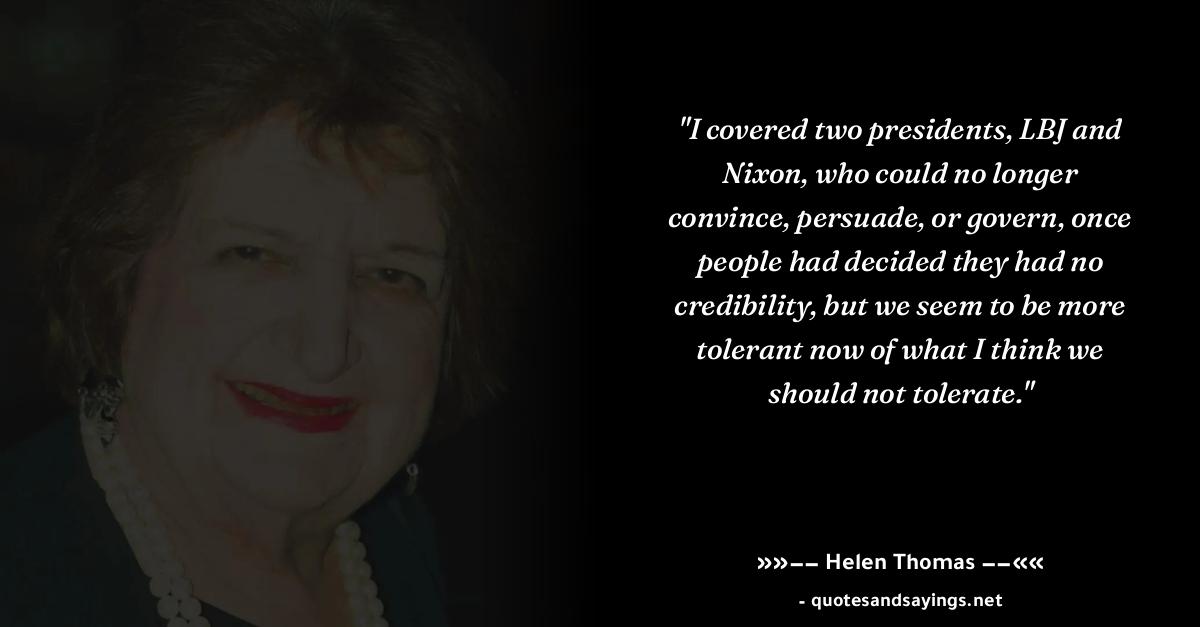 "I covered two presidents, LBJ and
Nixon, who could no longer
convince, persuade, or govern, once
people had decided they had no
credibility, but we seem to be more
tolerant now of what I think we
should not tolerate."
»»−− Helen Thomas −−««
- quotesandsayings.net